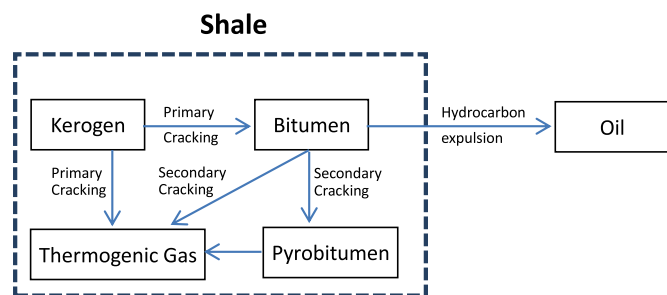 Shale
Kerogen
Primary
Cracking
Bitumen
Hydrocarbon
expulsion
Oil
Primary
Cracking
Secondary
Cracking
Secondary
Cracking
Thermogenic Gas
Pyrobitumen